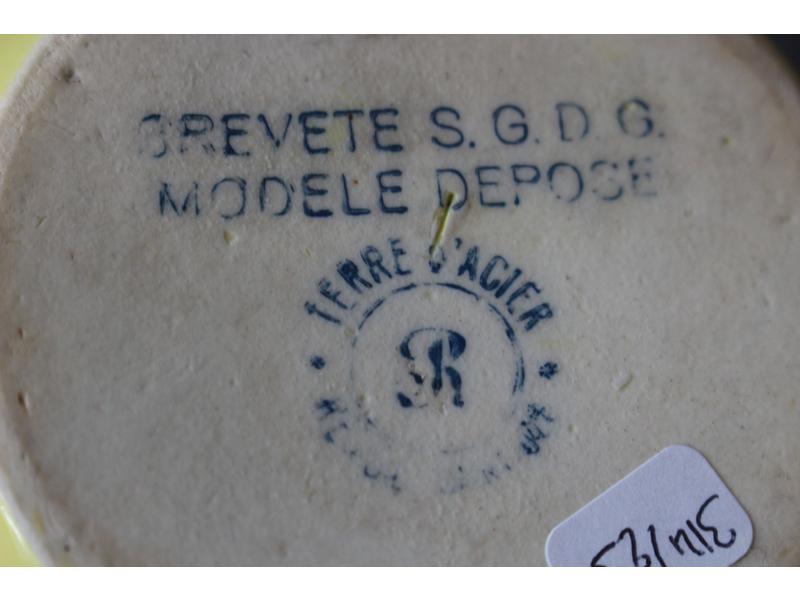 BREVETE S. G. D. G.
MODELE DEPOSE
TERRE D'ACIER
SR